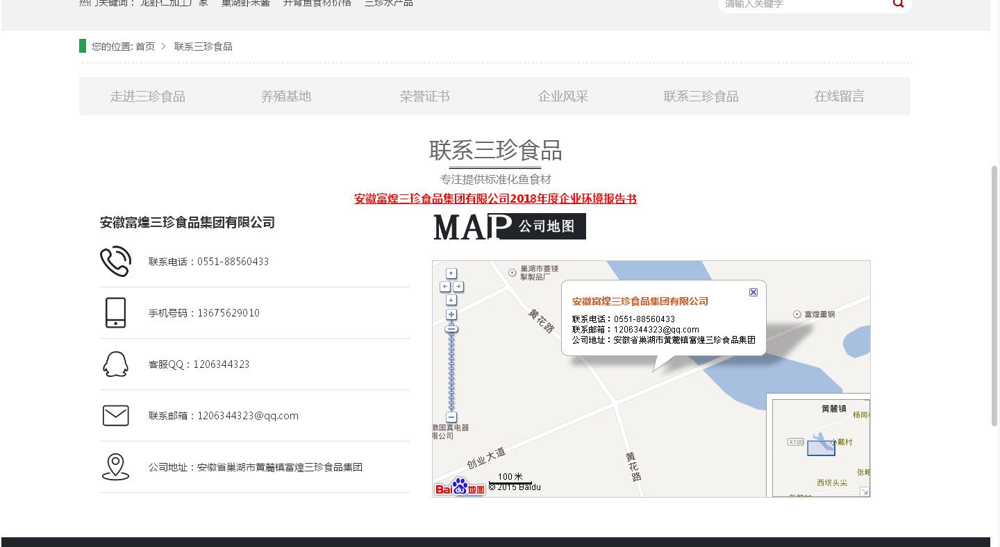 热门关键词： 龙虾仁加工厂家 巢湖虾米酱 开背鱼食材价格 三珍水产品
请输入关键字
您的位置: 首页 > 联系三珍食品
走进三珍食品 养殖基地 荣誉证书 企业风采 联系三珍食品 在线留言
联系三珍食品
专注提供标准化鱼食材
安徽富煌三珍食品集团有限公司2018年度企业环境报告书
安徽富煌三珍食品集团有限公司
联系电话：0551-88560433
手机号码：13675629010
客服QQ：1206344323
联系邮箱：1206344323@qq.com
公司地址：安徽省巢湖市黄麓镇富煌三珍食品集团
MAP 公司地图
巢湖市菱镁
掣製品厂
安徽富煌三珍食品集团有限公司
联系电话：0551-88560433
联系邮箱：1206344323@qq.com
公司地址：安徽省巢湖市黄麓镇富煌三珍食品集团
黄花路
富煌重钢
徽国真电器
限公司
创业大道
黄花路
100 米
© 2015 Baidu
Bai du 地图
黄麓镇
杨岗
X100
小戴村
张
西坝头尖